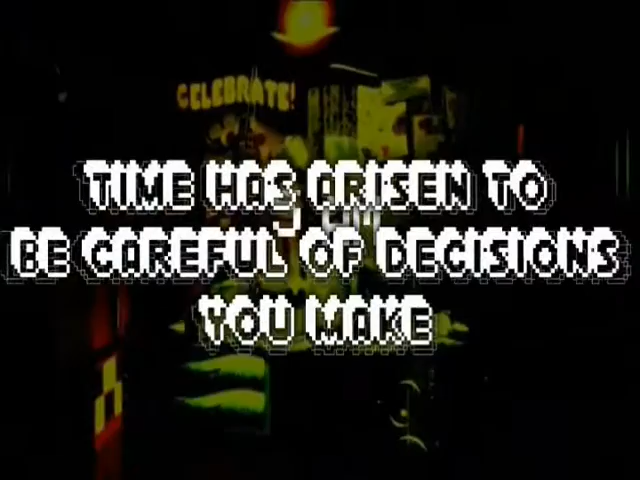 CELEBRATE!
TIME HAS ARISEN TO
BE CAREFUL OF DECISIONS
YOU MAKE